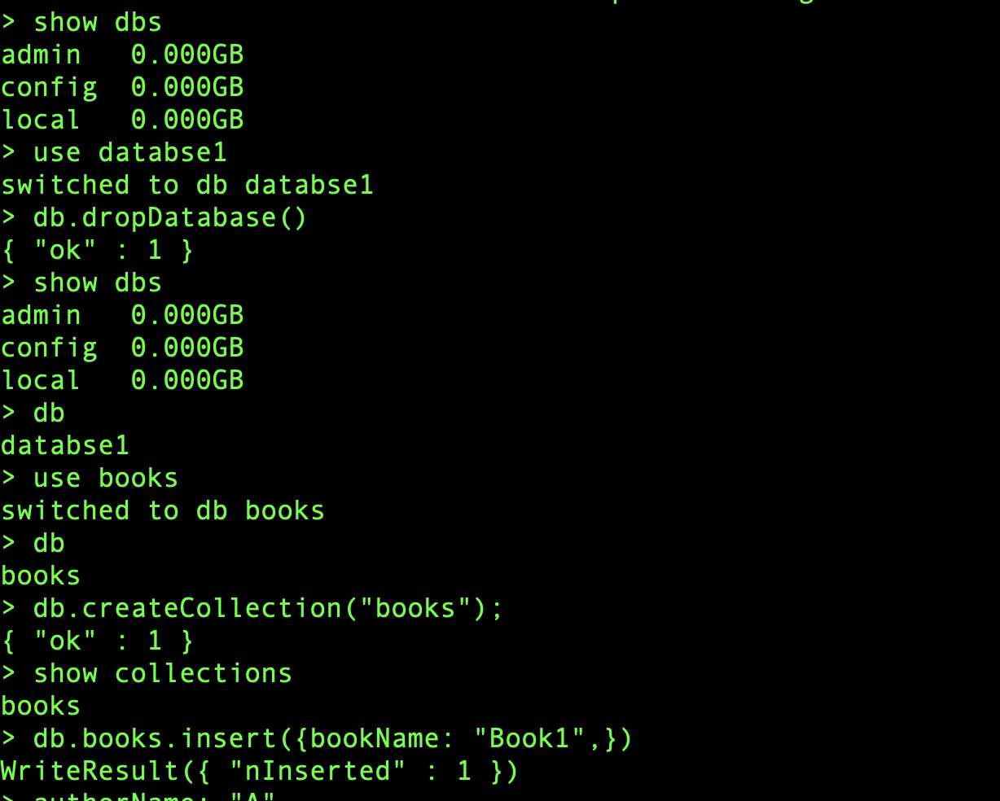 > show dbs
admin   0.000GB
config  0.000GB
local   0.000GB
> use databse1
switched to db databse1
> db.dropDatabase()
{ "ok" : 1 }
> show dbs
admin   0.000GB
config  0.000GB
local   0.000GB
> db
databse1
> use books
switched to db books
> db
books
> db.createCollection("books");
{ "ok" : 1 }
> show collections
books
> db.books.insert({bookName: "Book1",})
WriteResult({ "nInserted" : 1 })
> authorName: "A"